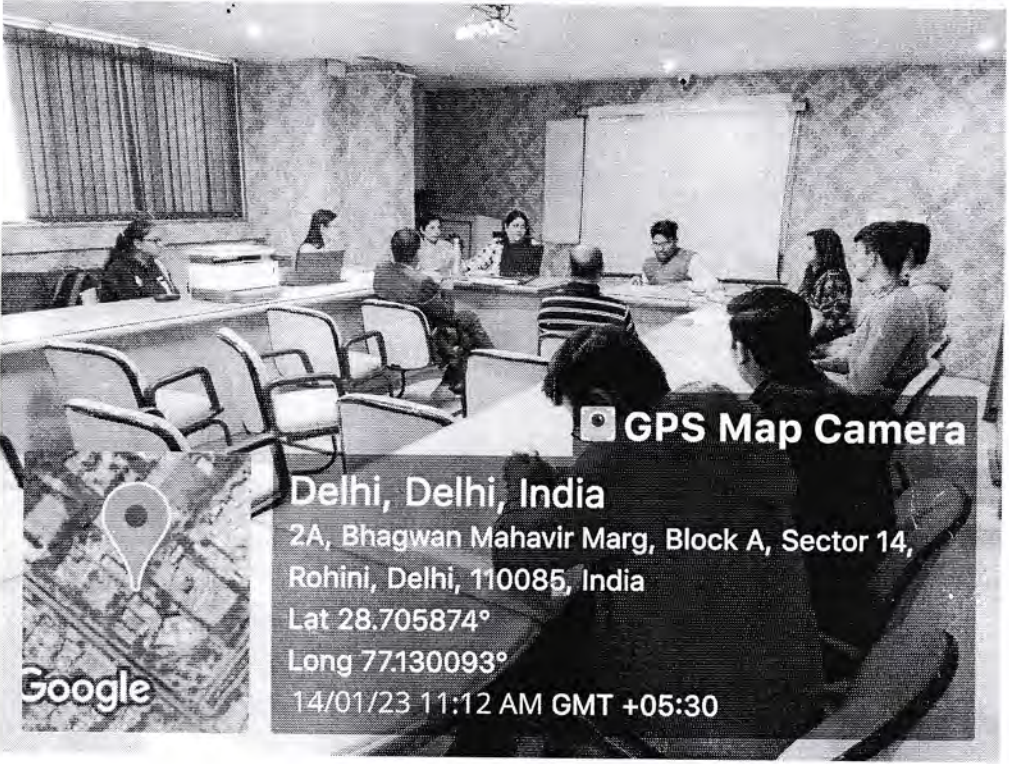 GPS Map Camera
Delhi, Delhi, India
2A, Bhagwan Mahavir Marg, Block A, Sector 14,
Rohini, Delhi, 110085, India
Lat 28.705874°
Long 77.130093°
14/01/23 11:12 AM GMT +05:30
Google